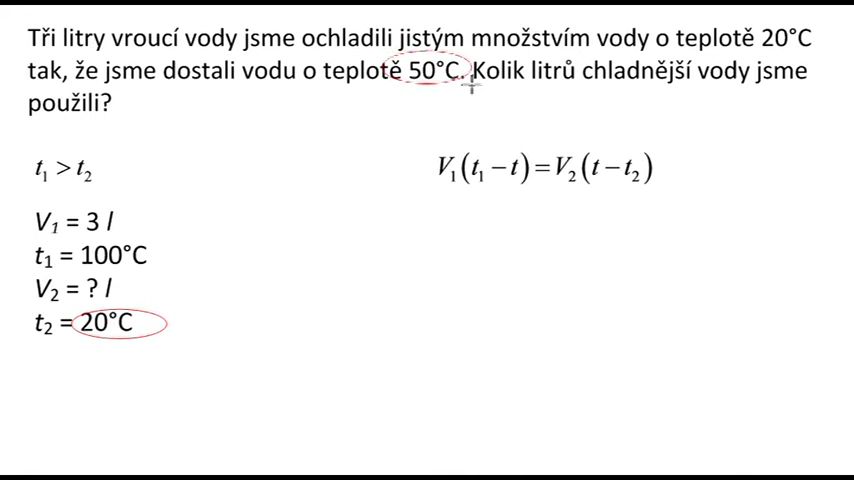 Tři litry vroucí vody jsme ochladili jistým množstvím vody o teplotě 20°C
tak, že jsme dostali vodu o teplotě 50°C. Kolik litrů chladnější vody jsme
použili?
t₁ > t₂
V₁(t₁ − t) = V₂(t − t₂)
V₁ = 3 l
t₁ = 100°C
V₂ = ? l
t₂ = 20°C